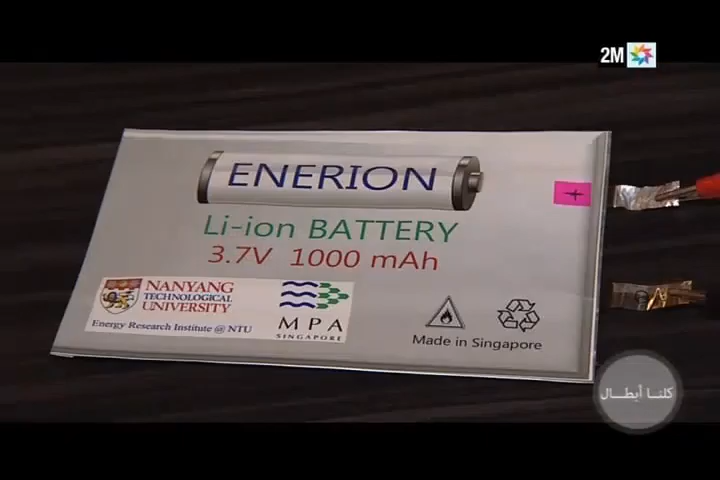 2M
ENERION
+
Li-ion BATTERY
3.7V 1000 mAh
NANYANG
TECHNOLOGICAL
UNIVERSITY
Energy Research Institute @ NTU
MPA
SINGAPORE
Made in Singapore
كلنا أبطال